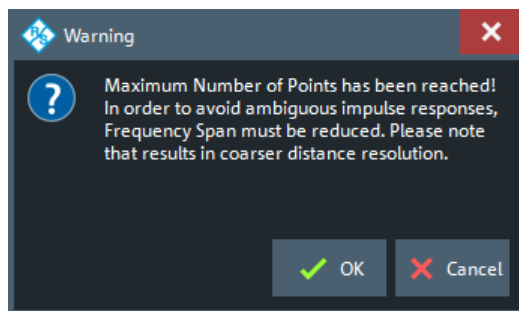 R&S Warning
Maximum Number of Points has been reached!
In order to avoid ambiguous impulse responses,
Frequency Span must be reduced. Please note
that results in coarser distance resolution.
OK Cancel